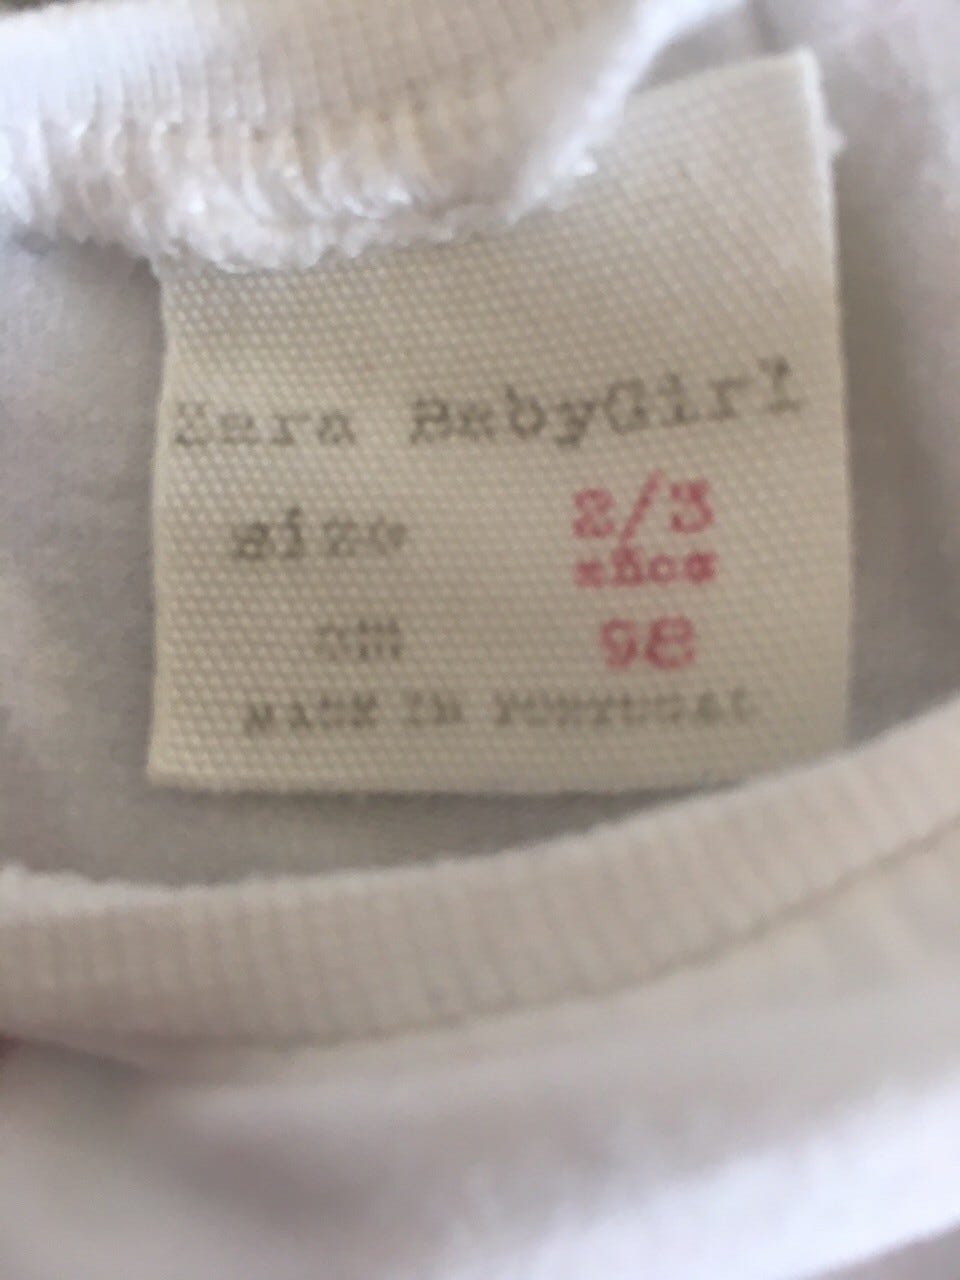 Zara BabyGirl
size 2/3
años
cm 98
MADE IN PORTUGAL